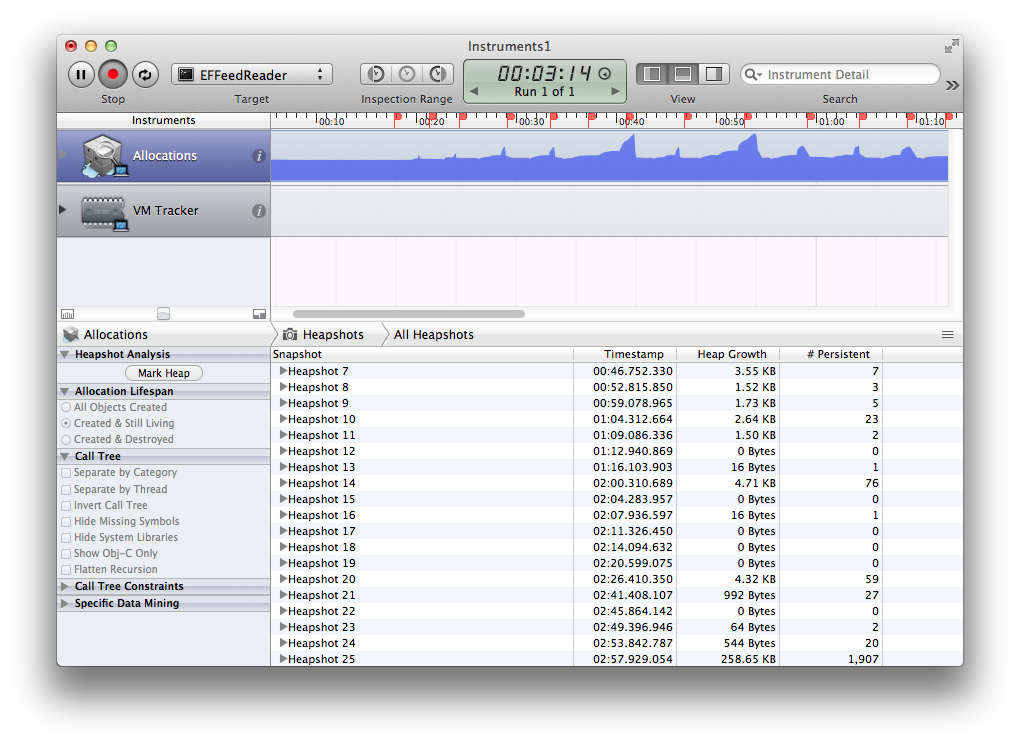 Instruments1
EFFeedReader
00:03:14
Run 1 of 1
Instrument Detail
Stop
Target
Inspection Range
View
Search
Instruments
00:10
00:20
00:30
00:40
00:50
01:00
01:10
Allocations
VM Tracker
Allocations
Heapshots
All Heapshots
Heapshot Analysis
Mark Heap
Allocation Lifespan
All Objects Created
Created & Still Living
Created & Destroyed
Call Tree
Separate by Category
Separate by Thread
Invert Call Tree
Hide Missing Symbols
Hide System Libraries
Show Obj-C Only
Flatten Recursion
Call Tree Constraints
Specific Data Mining
Snapshot Timestamp Heap Growth # Persistent
Heapshot 7 00:46.752.330 3.55 KB 7
Heapshot 8 00:52.815.850 1.52 KB 3
Heapshot 9 00:59.078.965 1.73 KB 5
Heapshot 10 01:04.312.664 2.64 KB 23
Heapshot 11 01:09.086.336 1.50 KB 2
Heapshot 12 01:12.940.869 0 Bytes 0
Heapshot 13 01:16.103.903 16 Bytes 1
Heapshot 14 02:00.310.689 4.71 KB 76
Heapshot 15 02:04.283.957 0 Bytes 0
Heapshot 16 02:07.936.597 16 Bytes 1
Heapshot 17 02:11.326.450 0 Bytes 0
Heapshot 18 02:14.094.632 0 Bytes 0
Heapshot 19 02:20.599.075 0 Bytes 0
Heapshot 20 02:26.410.350 4.32 KB 59
Heapshot 21 02:41.408.107 992 Bytes 27
Heapshot 22 02:45.864.142 0 Bytes 0
Heapshot 23 02:49.396.946 64 Bytes 2
Heapshot 24 02:53.842.787 544 Bytes 20
Heapshot 25 02:57.929.054 258.65 KB 1,907